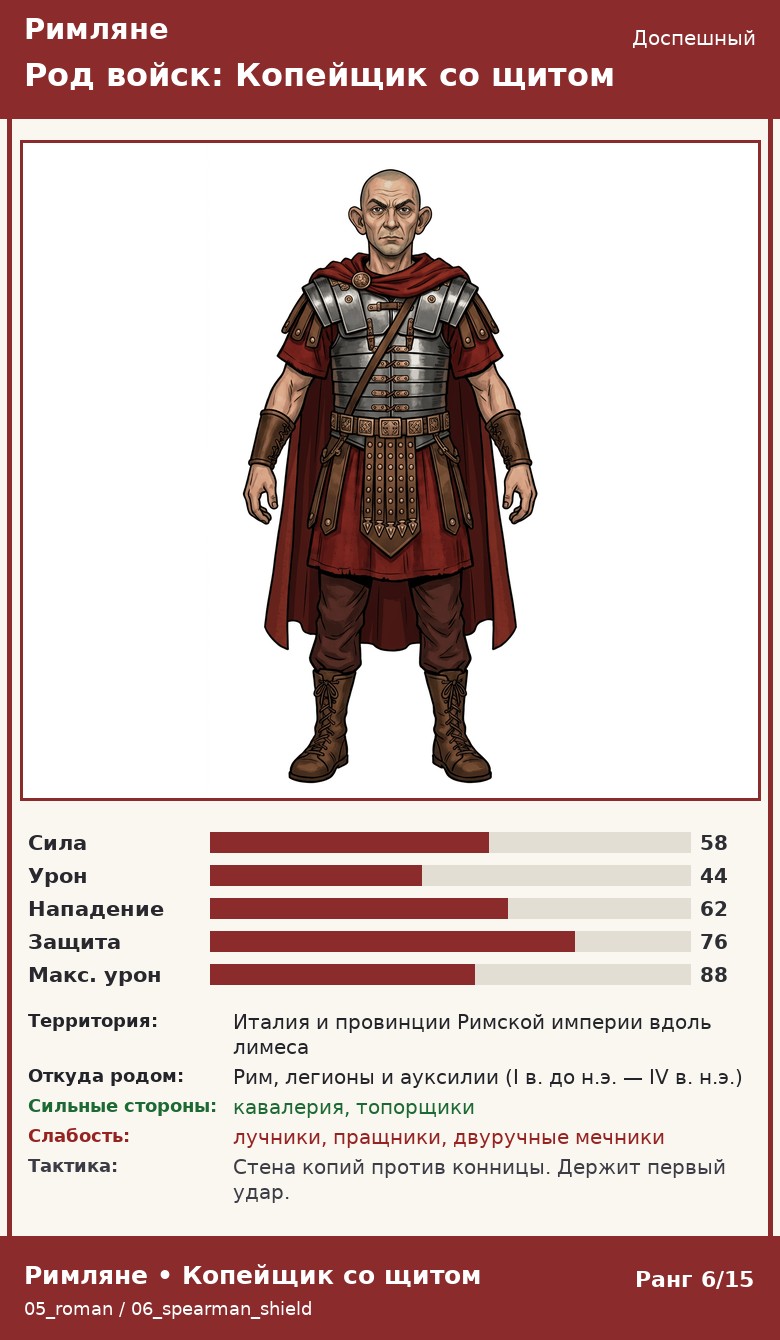 Римляне
Доспешный
Род войск: Копейщик со щитом
Сила 58
Урон 44
Нападение 62
Защита 76
Макс. урон 88
Территория: Италия и провинции Римской империи вдоль
лимеса
Откуда родом: Рим, легионы и ауксилии (I в. до н.э. — IV в. н.э.)
Сильные стороны: кавалерия, топорщики
Слабость: лучники, пращники, двуручные мечники
Тактика: Стена копий против конницы. Держит первый
удар.
Римляне • Копейщик со щитом
Ранг 6/15
05_roman / 06_spearman_shield